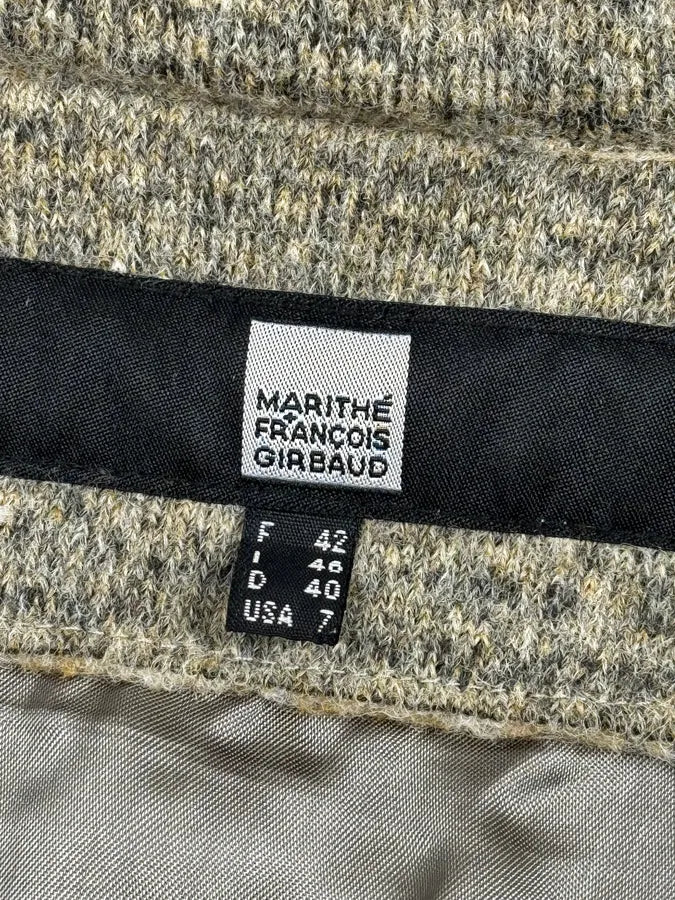 MARITHÉ
+
FRANÇOIS
GIRBAUD
F 42
I 46
D 40
USA 7